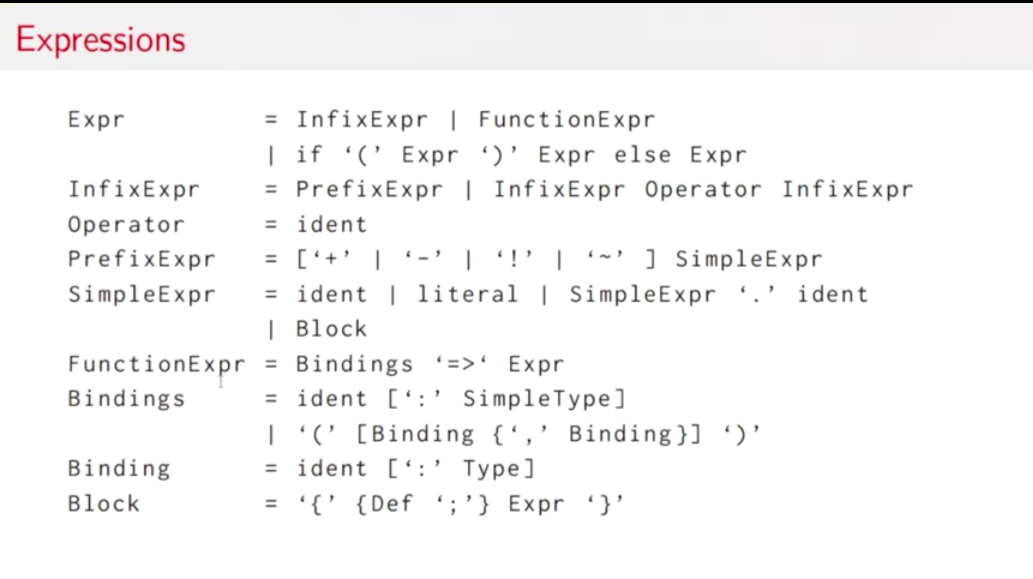 Expressions
Expr = InfixExpr | FunctionExpr
| if ‘(’ Expr ‘)’ Expr else Expr
InfixExpr = PrefixExpr | InfixExpr Operator InfixExpr
Operator = ident
PrefixExpr = [‘+’ | ‘-’ | ‘!’ | ‘~’ ] SimpleExpr
SimpleExpr = ident | literal | SimpleExpr ‘.’ ident
| Block
FunctionExpr = Bindings ‘=>‘ Expr
Bindings = ident [‘:’ SimpleType]
| ‘(’ [Binding {‘,’ Binding}] ‘)’
Binding = ident [‘:’ Type]
Block = ‘{’ {Def ‘;’} Expr ‘}’